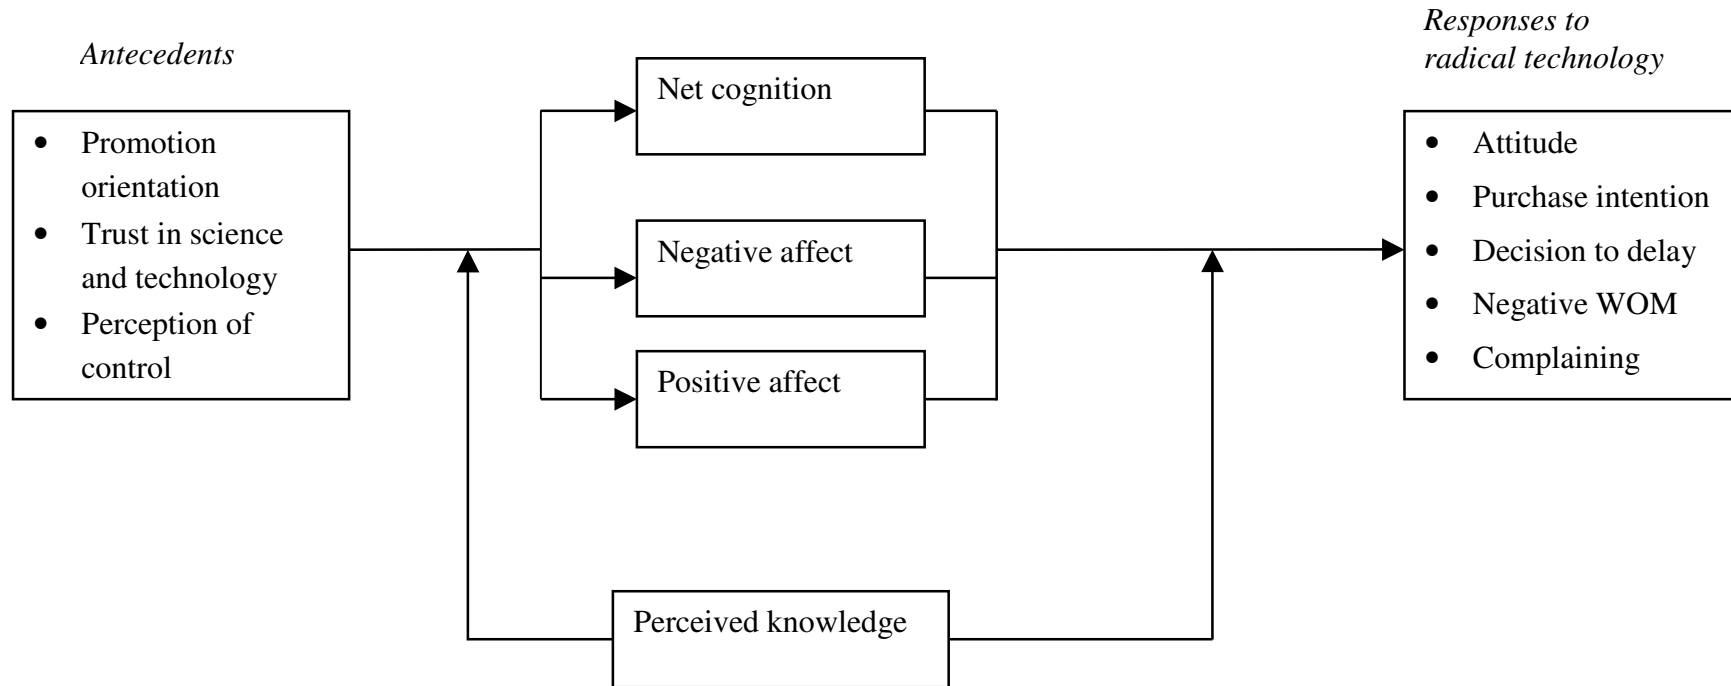 Antecedents
• Promotion
orientation
• Trust in science
and technology
• Perception of
control
Net cognition
Negative affect
Positive affect
Perceived knowledge
Responses to
radical technology
• Attitude
• Purchase intention
• Decision to delay
• Negative WOM
• Complaining